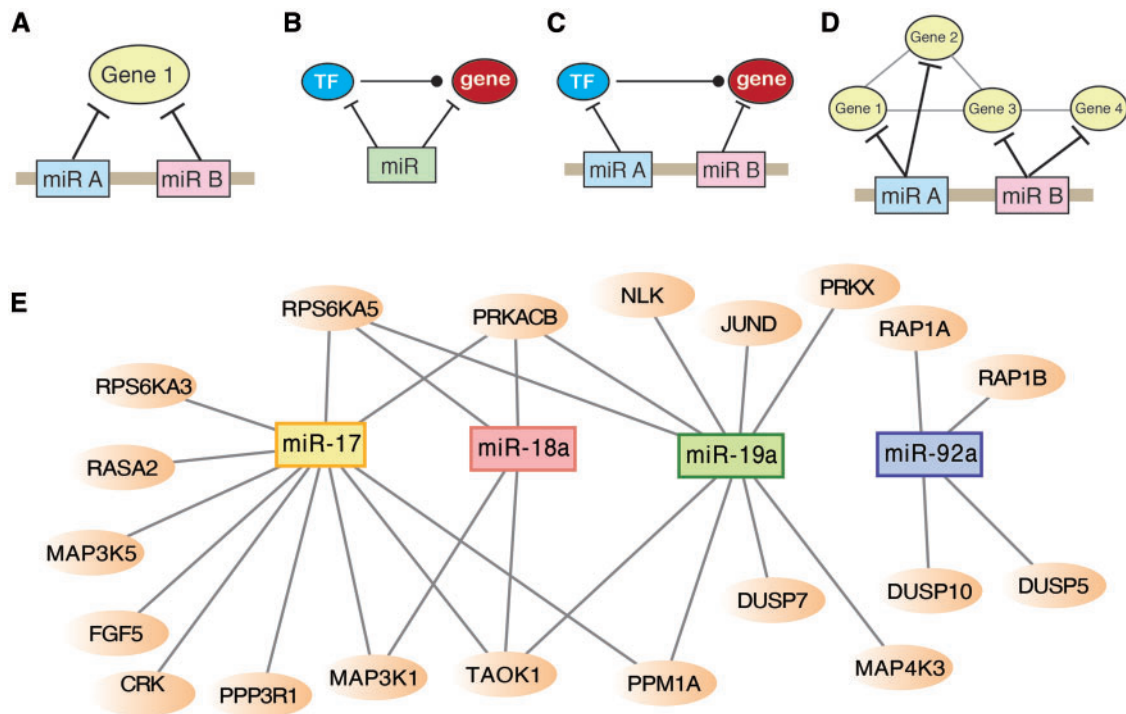 A
B
C
D
Gene 1
miR A
miR B
TF
gene
miR
TF
gene
miR A
miR B
Gene 2
Gene 1
Gene 3
Gene 4
miR A
miR B
E
RPS6KA5
PRKACB
NLK
JUND
PRKX
RAP1A
RAP1B
RPS6KA3
miR-17
miR-18a
miR-19a
miR-92a
RASA2
MAP3K5
FGF5
CRK
PPP3R1
MAP3K1
TAOK1
PPM1A
DUSP7
MAP4K3
DUSP10
DUSP5